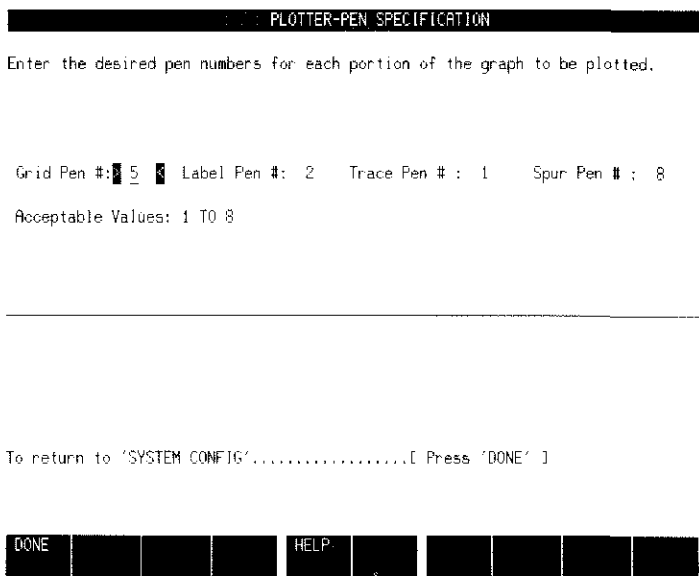 PLOTTER-PEN SPECIFICATION
Enter the desired pen numbers for each portion of the graph to be plotted.
Grid Pen #:> 5 < Label Pen #: 2 Trace Pen # : 1 Spur Pen # : 8
Acceptable Values: 1 TO 8
To return to 'SYSTEM CONFIG'..................[ Press 'DONE' ]
DONE HELP